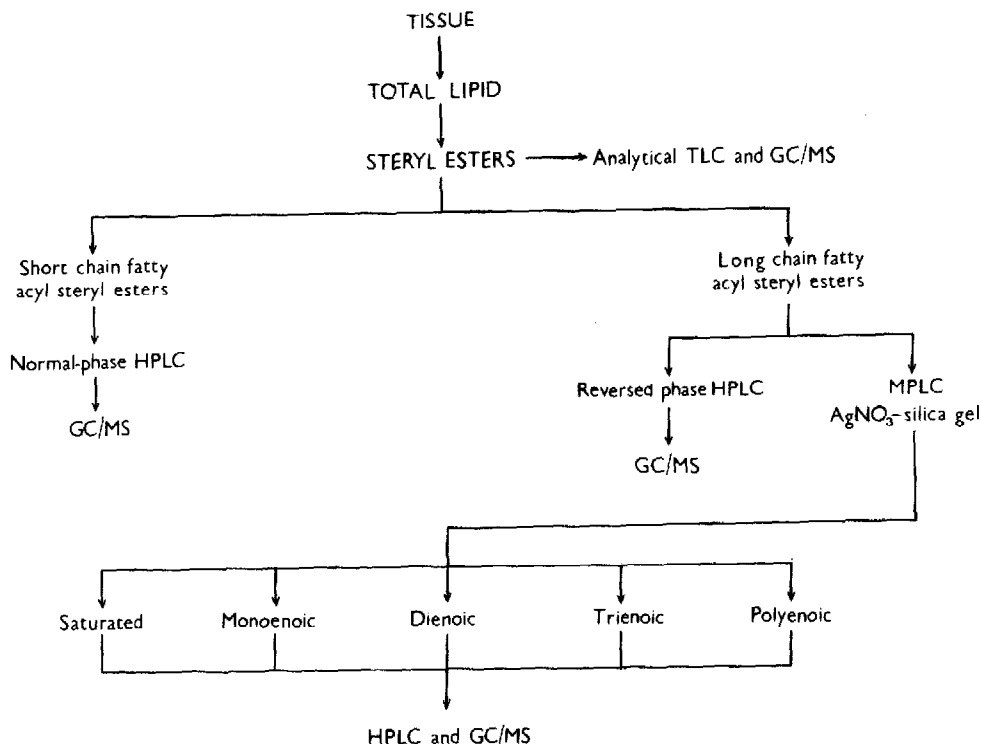 TISSUE
TOTAL LIPID
STERYL ESTERS
Analytical TLC and GC/MS
Short chain fatty
acyl steryl esters
Long chain fatty
acyl steryl esters
Normal-phase HPLC
GC/MS
Reversed phase HPLC
GC/MS
MPLC
AgNO₃-silica gel
Saturated
Monoenoic
Dienoic
Trienoic
Polyenoic
HPLC and GC/MS